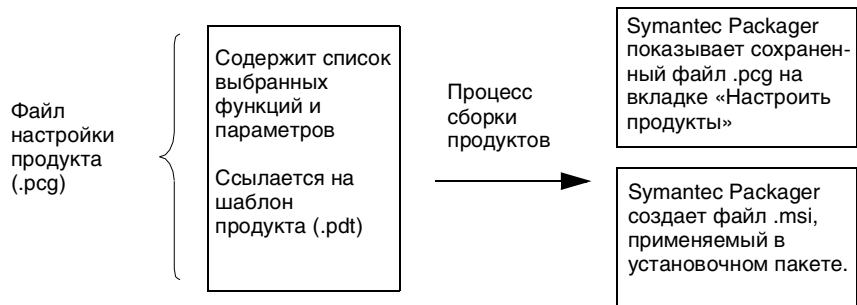 Файл
настройки
продукта
(.pcg)
Содержит список
выбранных
функций и
параметров
Ссылается на
шаблон
продукта (.pdt)
Процесс
сборки
продуктов
Symantec Packager
показывает сохранен-
ный файл .pcg на
вкладке «Настроить
продукты»
Symantec Packager
создает файл .msi,
применяемый в
установочном пакете.